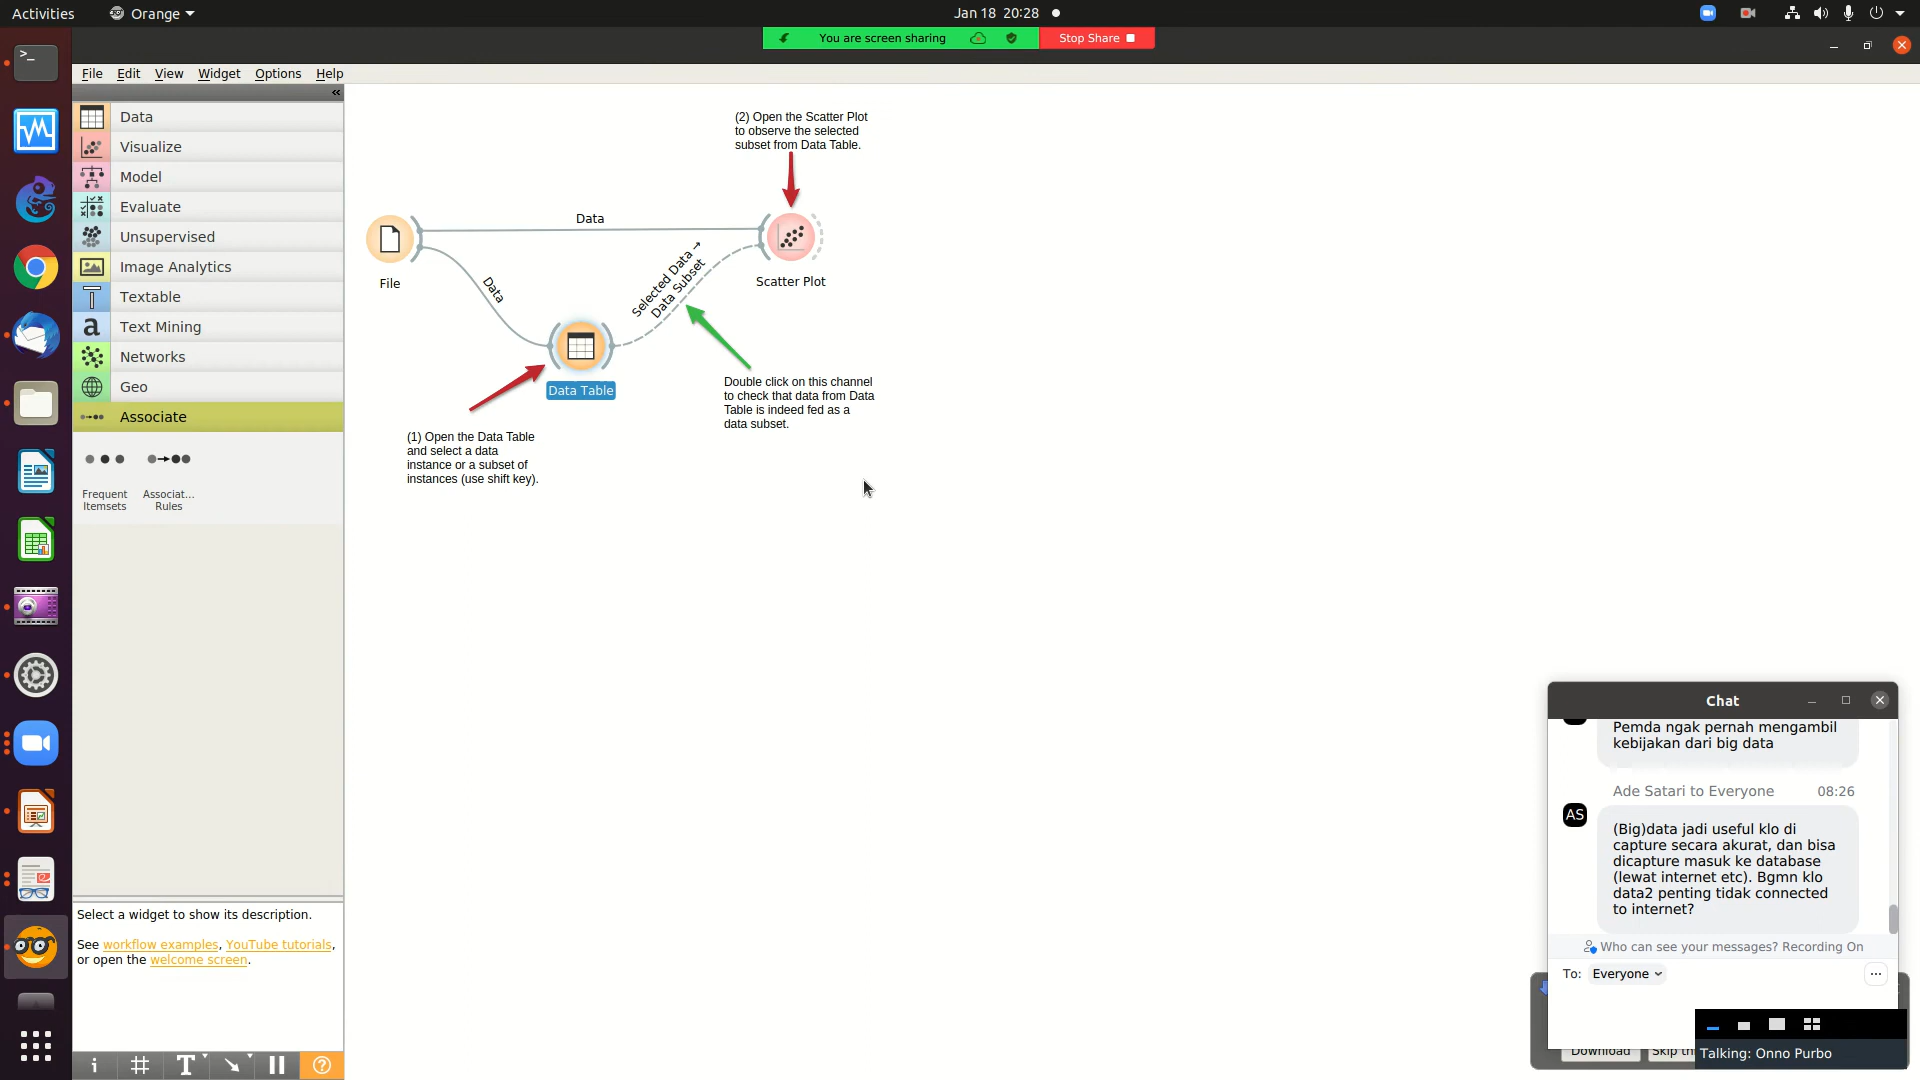 Activities
Orange
Jan 18 20:28
You are screen sharing
Stop Share
File Edit View Widget Options Help
Data
Visualize
Model
Evaluate
Unsupervised
Image Analytics
Textable
Text Mining
Networks
Geo
Associate
Frequent
Itemsets
Associat...
Rules
(2) Open the Scatter Plot
to observe the selected
subset from Data Table.
Data
File
Data
Selected Data →
Data Subset
Scatter Plot
Data Table
Double click on this channel
to check that data from Data
Table is indeed fed as a
data subset.
(1) Open the Data Table
and select a data
instance or a subset of
instances (use shift key).
Select a widget to show its description.
See workflow examples, YouTube tutorials,
or open the welcome screen.
Chat
Pemda ngak pernah mengambil
kebijakan dari big data
Ade Satari to Everyone 08:26
AS
(Big)data jadi useful klo di
capture secara akurat, dan bisa
dicapture masuk ke database
(lewat internet etc). Bgmn klo
data2 penting tidak connected
to internet?
Who can see your messages? Recording On
To: Everyone
Download
Skip th
Talking: Onno Purbo